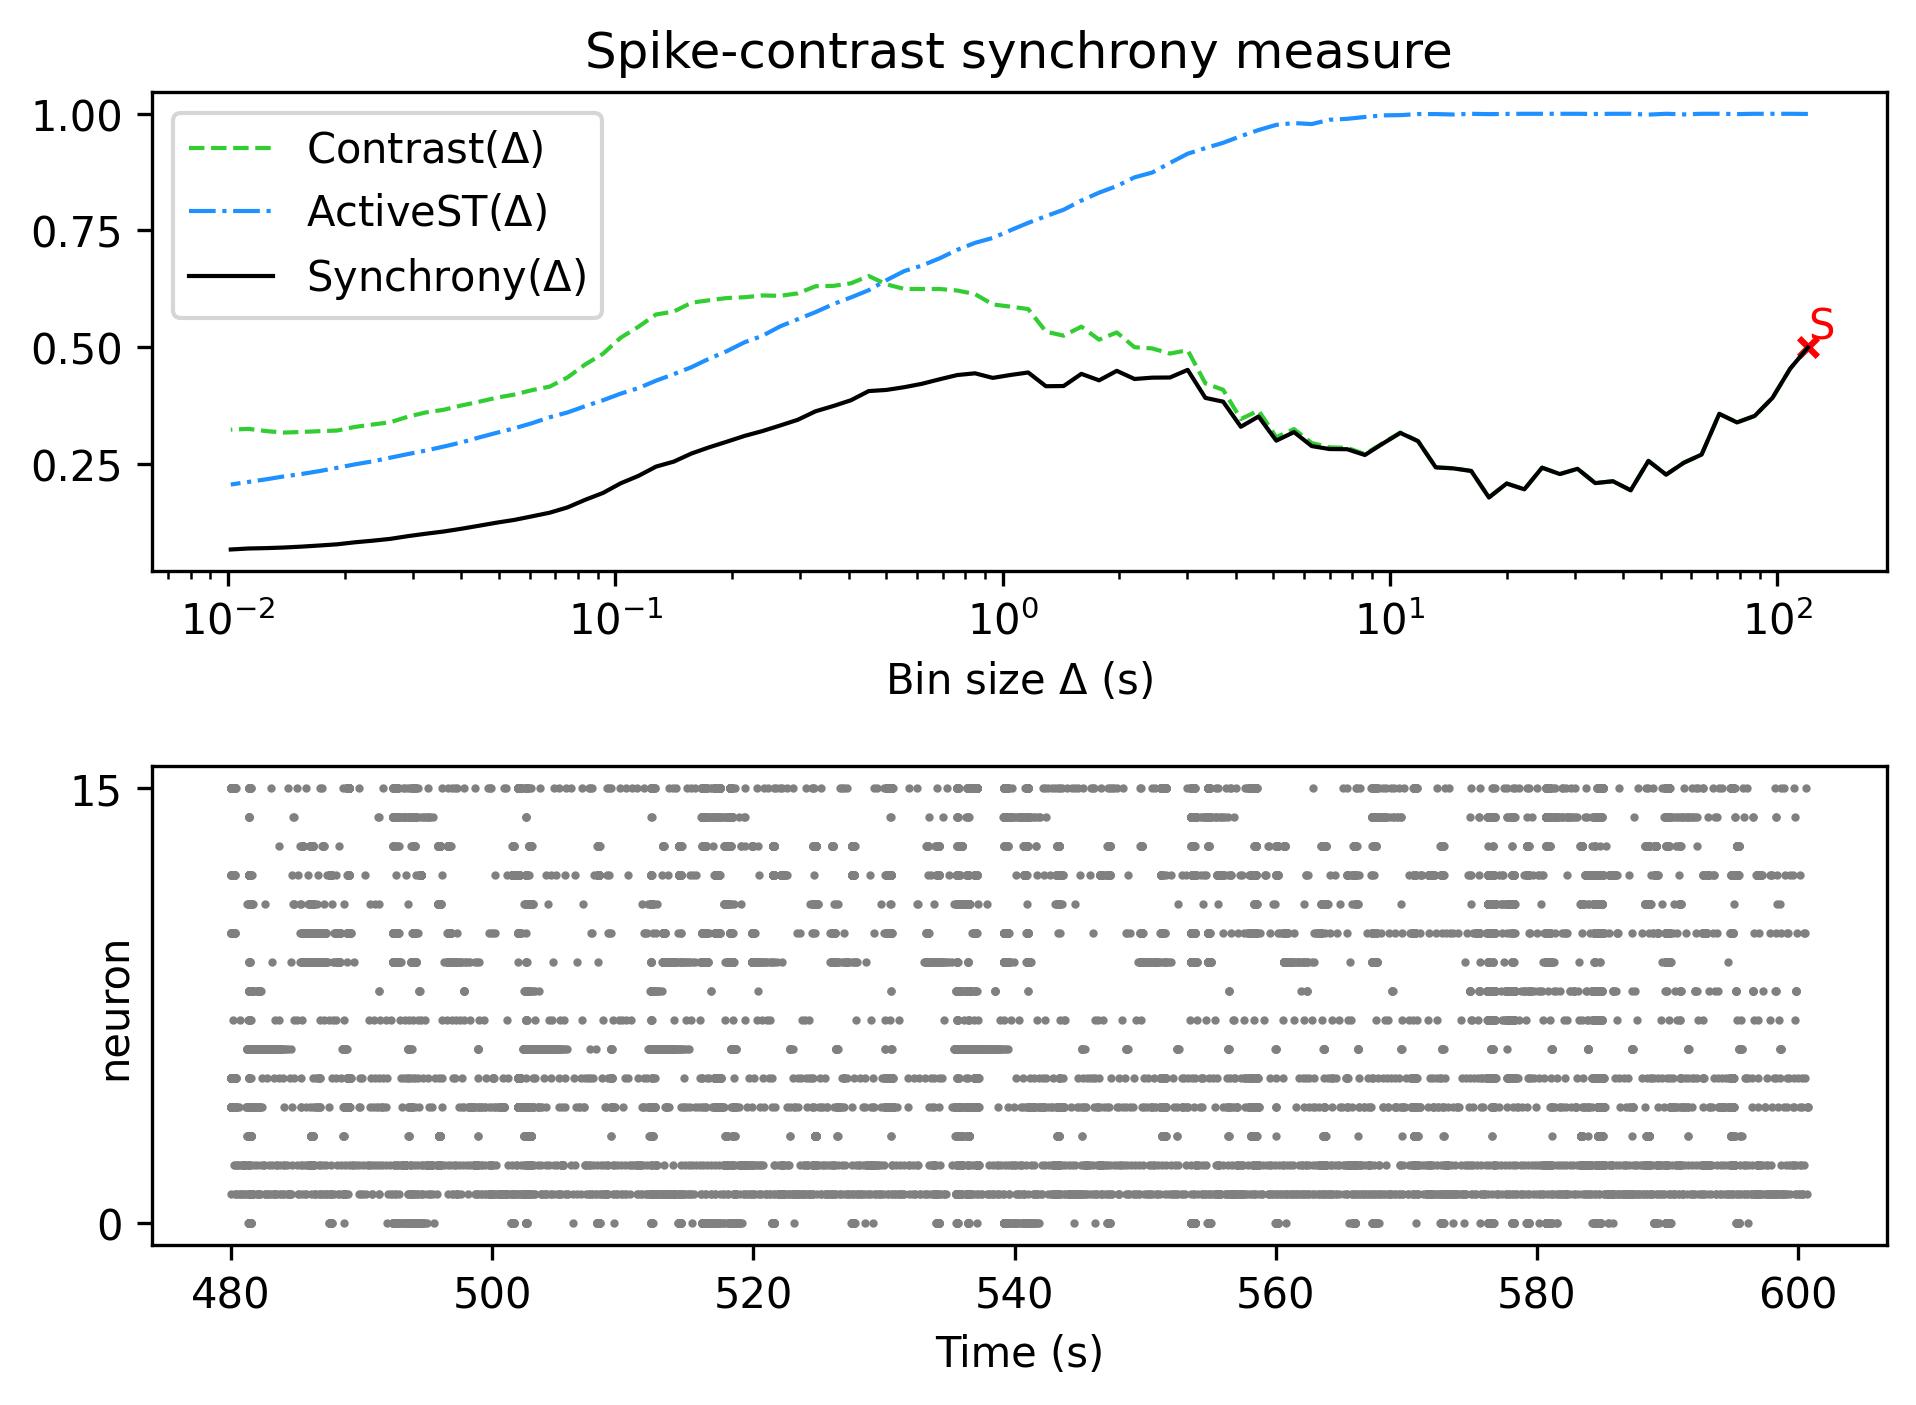 Spike-contrast synchrony measure
1.00
0.75
0.50
0.25
Contrast(Δ)
ActiveST(Δ)
Synchrony(Δ)
S
10⁻² 10⁻¹ 10⁰ 10¹ 10²
Bin size Δ (s)
15
0
neuron
480 500 520 540 560 580 600
Time (s)